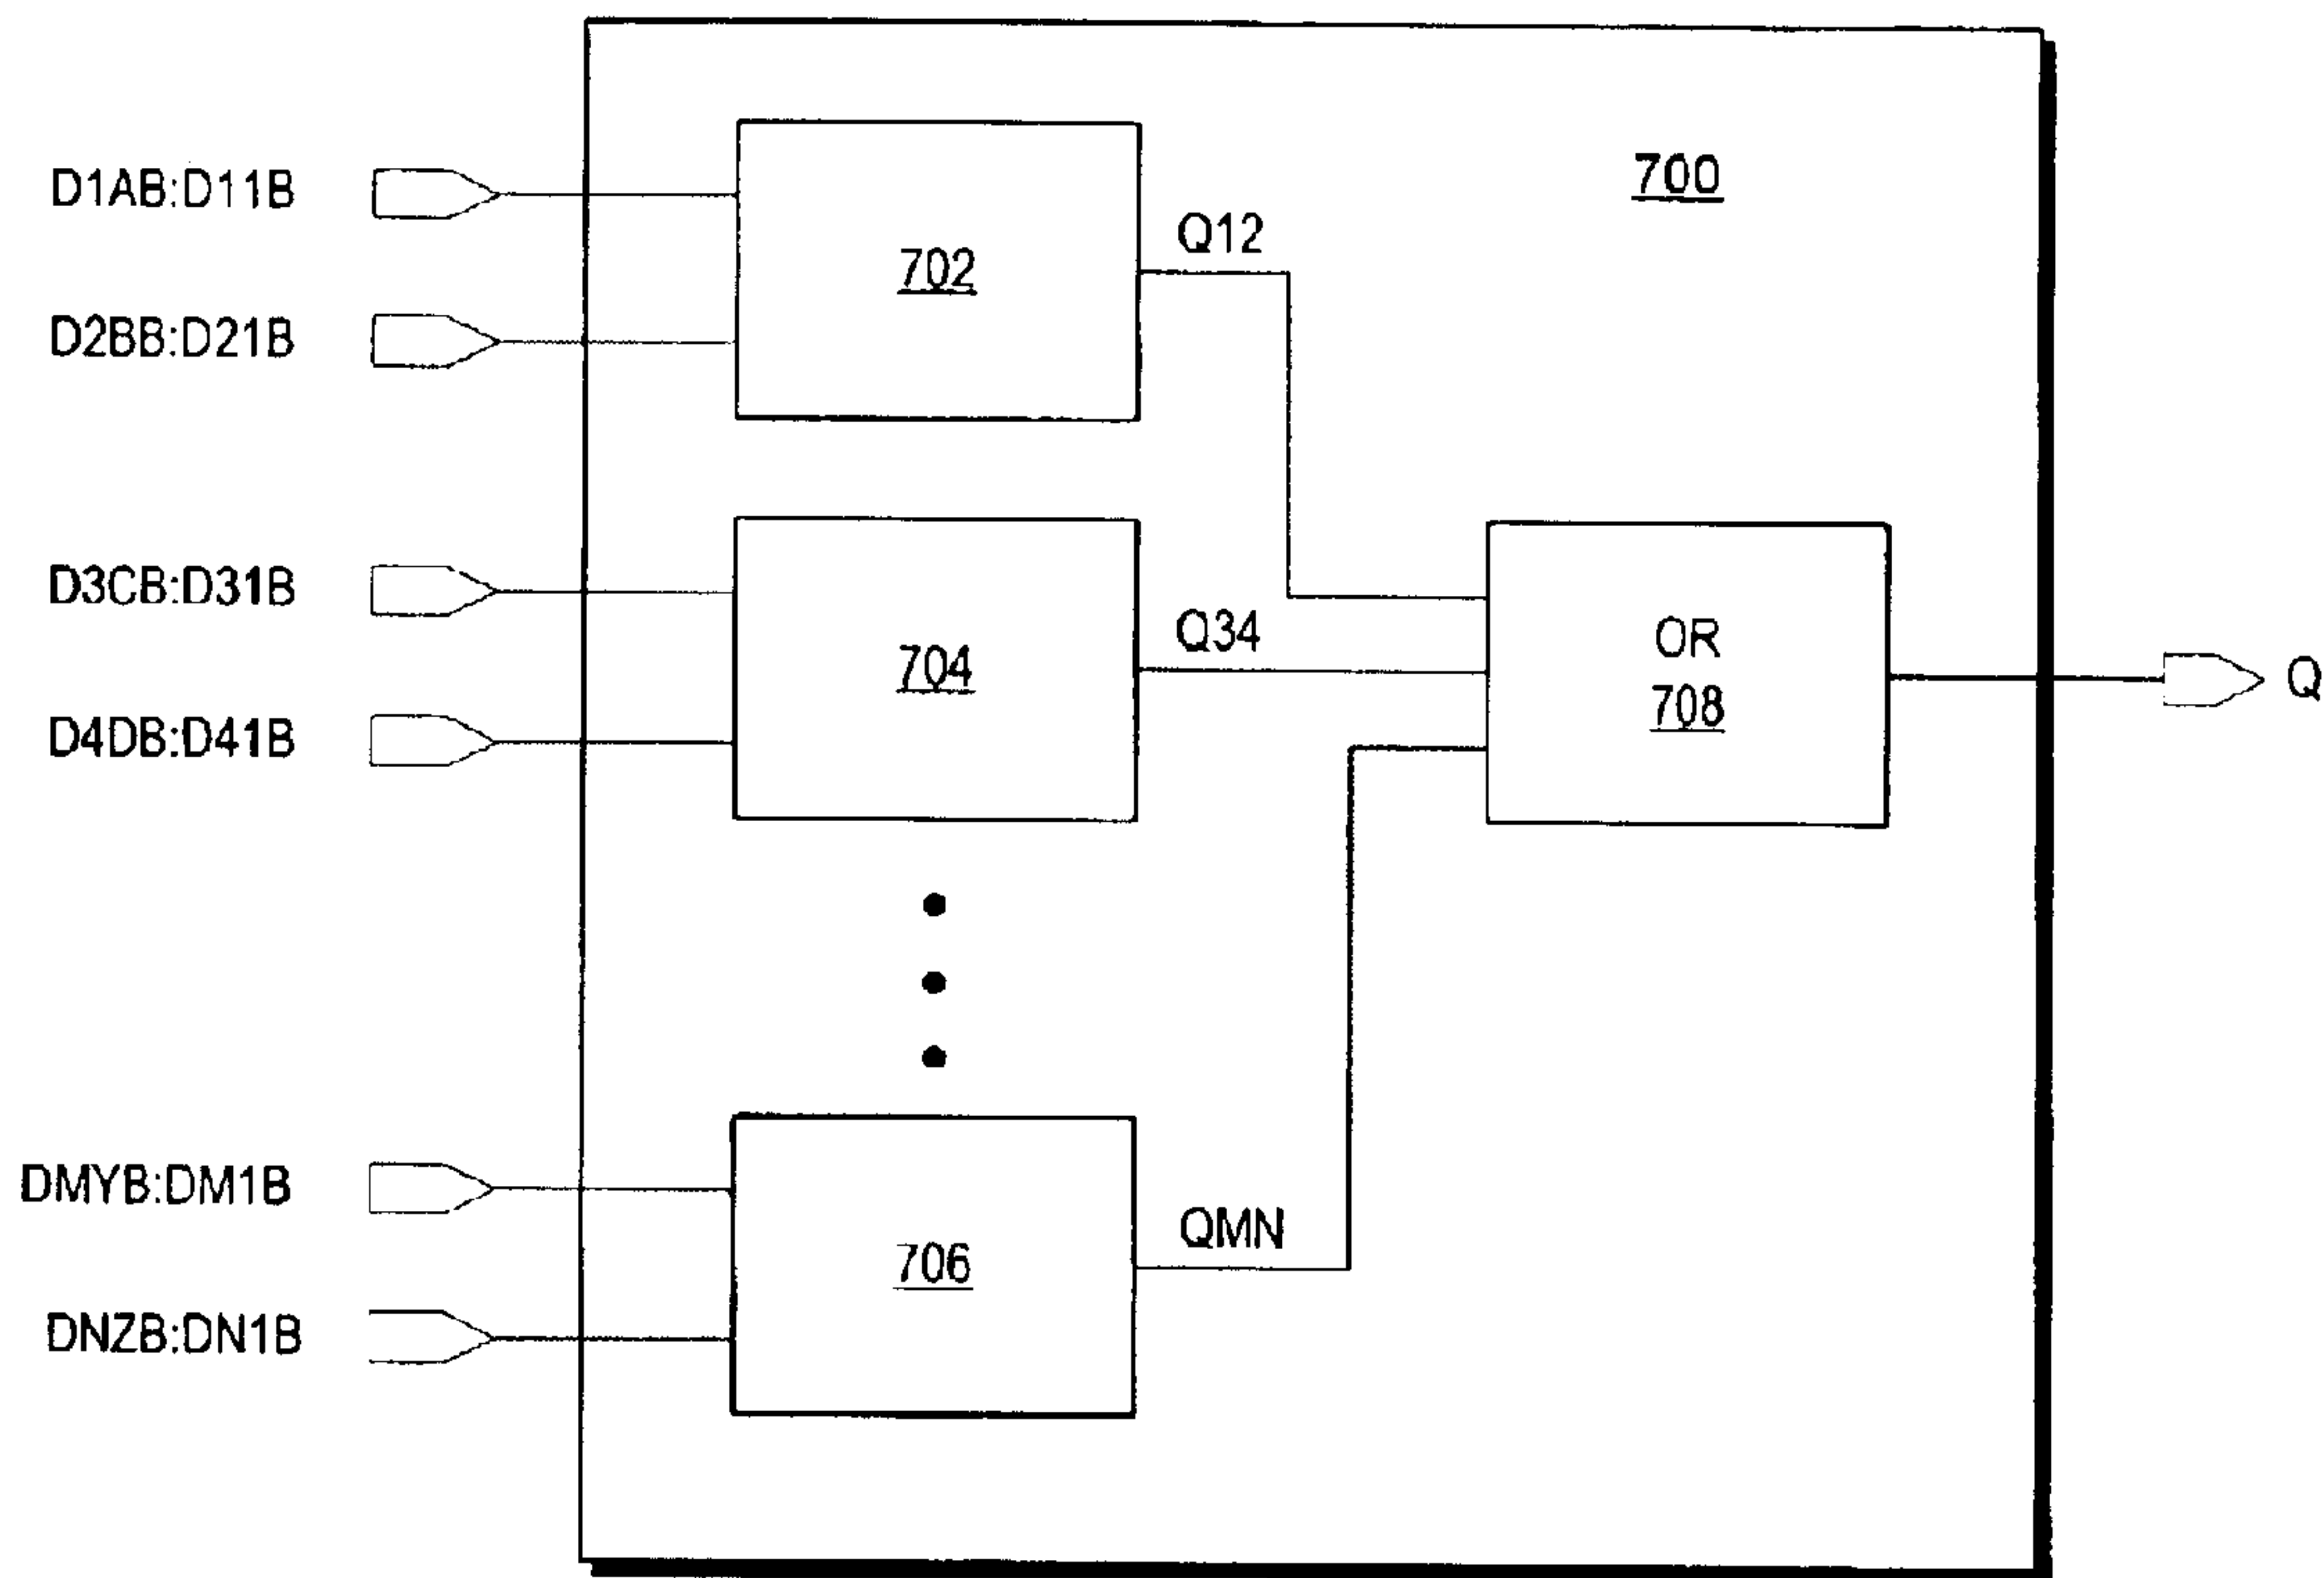 700
D1AB:D11B
702
Q12
D2BB:D21B
D3CB:D31B
704
Q34
OR
708
Q
D4DB:D41B
DMYB:DM1B
706
QMN
DNZB:DN1B